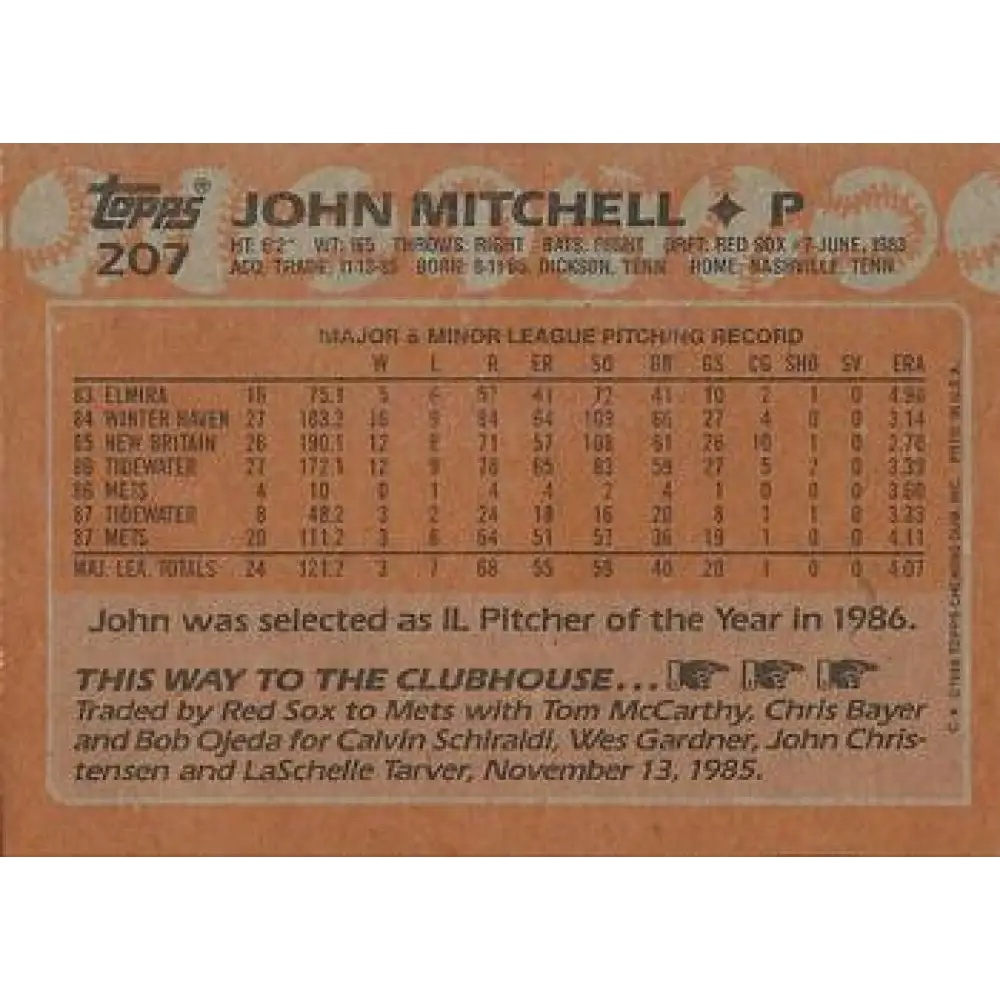 Topps® JOHN MITCHELL ✦ P
207 HT: 6'2" WT: 165 THROWS: RIGHT BATS: RIGHT DRFT: RED SOX #7-JUNE, 1983
ACQ: TRADE, 11-13-85 BORN: 8-11-65, DICKSON, TENN. HOME: NASHVILLE, TENN.
MAJOR & MINOR LEAGUE PITCHING RECORD
W L R ER SO BB GS CG SHO SV ERA
83 ELMIRA 75.1 5 6 57 41 72 41 10 2 1 0
84 WINTER HAVEN 27 183.2 16 9 84 64 109 66 27 4 0 0 3.14
85 NEW BRITAIN 26 190.1 12 8 71 57 108 61 26 10 1 0
86 TIDEWATER 27 172.1 12 9 78 65 83 59 27 5 2 0 3.39
86 METS 4 10 0 1 4 4 2 4 1 0 0 0 3.60
87 TIDEWATER 8 48.2 3 2 24 18 16 20 8 1 1 0 3.33
87 METS 20 111.2 3 6 64 51 57 36 19 1 0 0 4.11
MAJ. LEA. TOTALS 24 121.2 3 7 68 55 59 40 20 1 0 0 4.07
John was selected as IL Pitcher of the Year in 1986.
THIS WAY TO THE CLUBHOUSE...
Traded by Red Sox to Mets with Tom McCarthy, Chris Bayer
and Bob Ojeda for Calvin Schiraldi, Wes Gardner, John Chris-
tensen and LaSchelle Tarver, November 13, 1985.
C ★ ©1988 TOPPS CHEWING GUM, INC. PRTD. IN U.S.A.